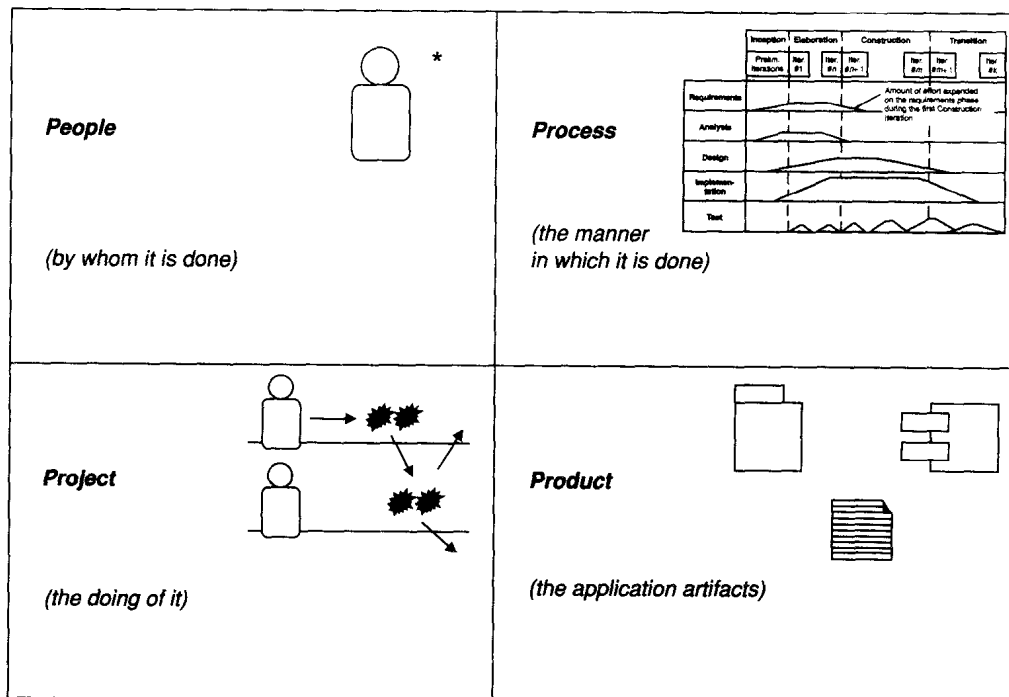 People
*
(by whom it is done)
Process
(the manner
in which it is done)
Inception Elaboration Construction Transition
Prelim. Iterations
Iter. #1
Iter. #n
Iter. #n+1
Iter. #m
Iter. #m+1
Iter. #k
Requirements
Amount of effort expended
on the requirements phase
during the first Construction
iteration
Analysis
Design
Implemen-
tation
Test
Project
(the doing of it)
Product
(the application artifacts)